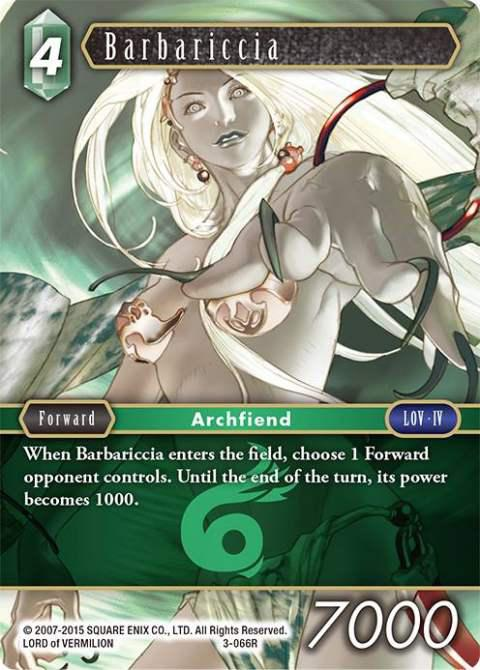 4
Barbariccia
Forward
Archfiend
LOV-IV
When Barbariccia enters the field, choose 1 Forward
opponent controls. Until the end of the turn, its power
becomes 1000.
© 2007-2015 SQUARE ENIX CO., LTD. All Rights Reserved.
LORD of VERMILION
3-066R
7000